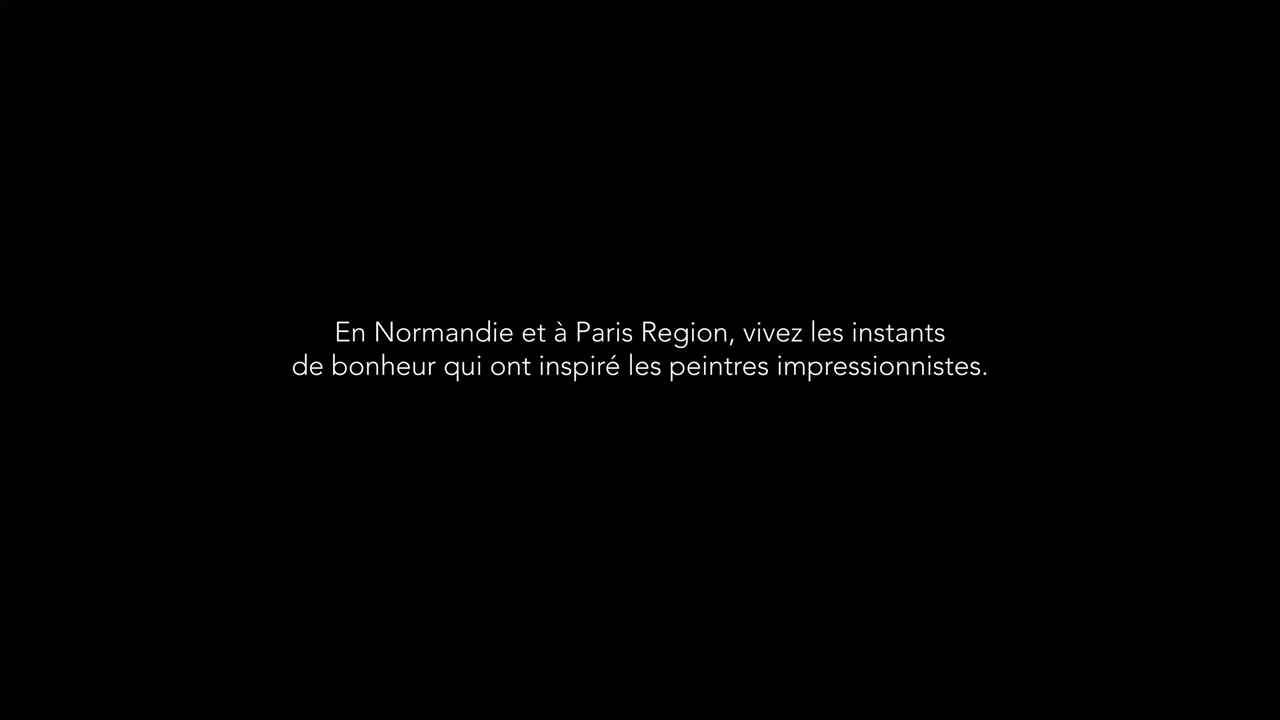 En Normandie et à Paris Region, vivez les instants
de bonheur qui ont inspiré les peintres impressionnistes.